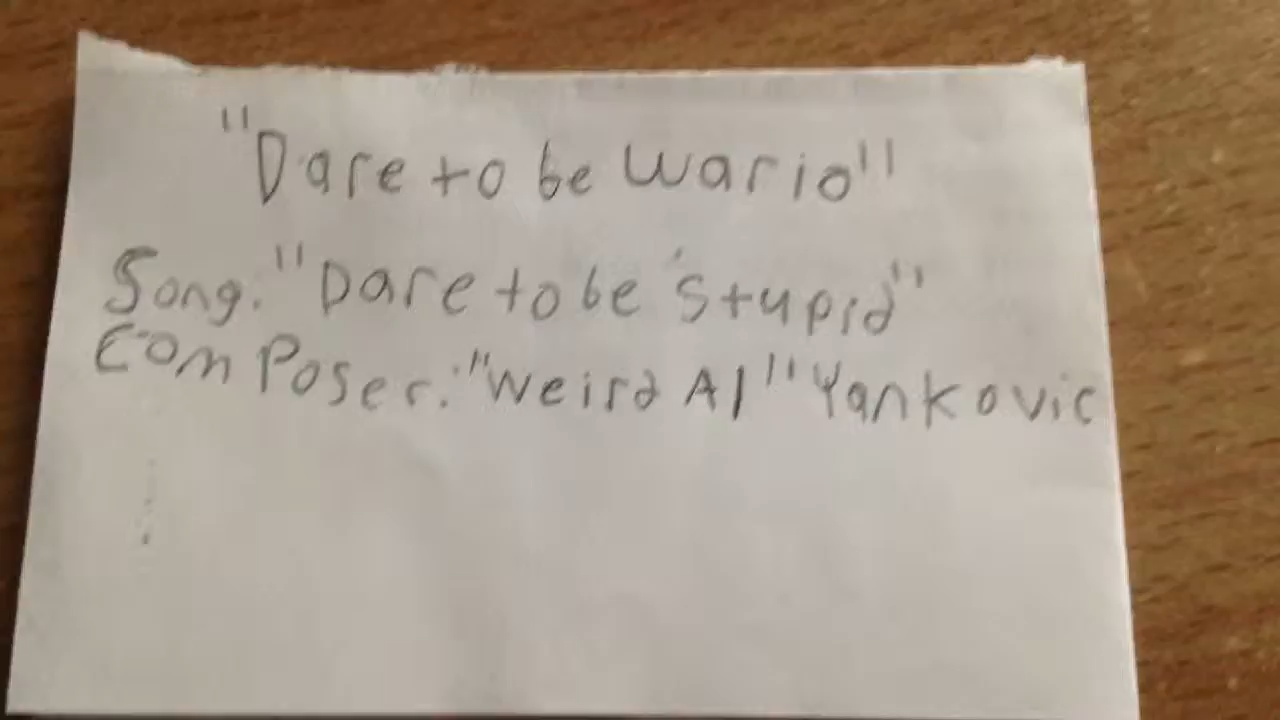 "Dare to be Wario"
Song: "Dare to be Stupid"
Composer: "Weird Al" Yankovic